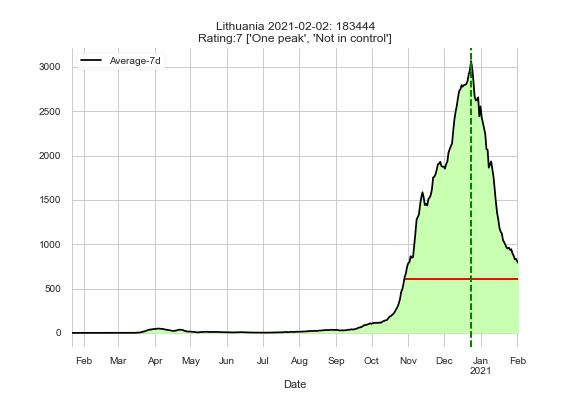 Lithuania 2021-02-02: 183444
Rating:7 ['One peak', 'Not in control']
Average-7d
3000
2500
2000
1500
1000
500
0
Feb Mar Apr May Jun Jul Aug Sep Oct Nov Dec Jan Feb
2021
Date